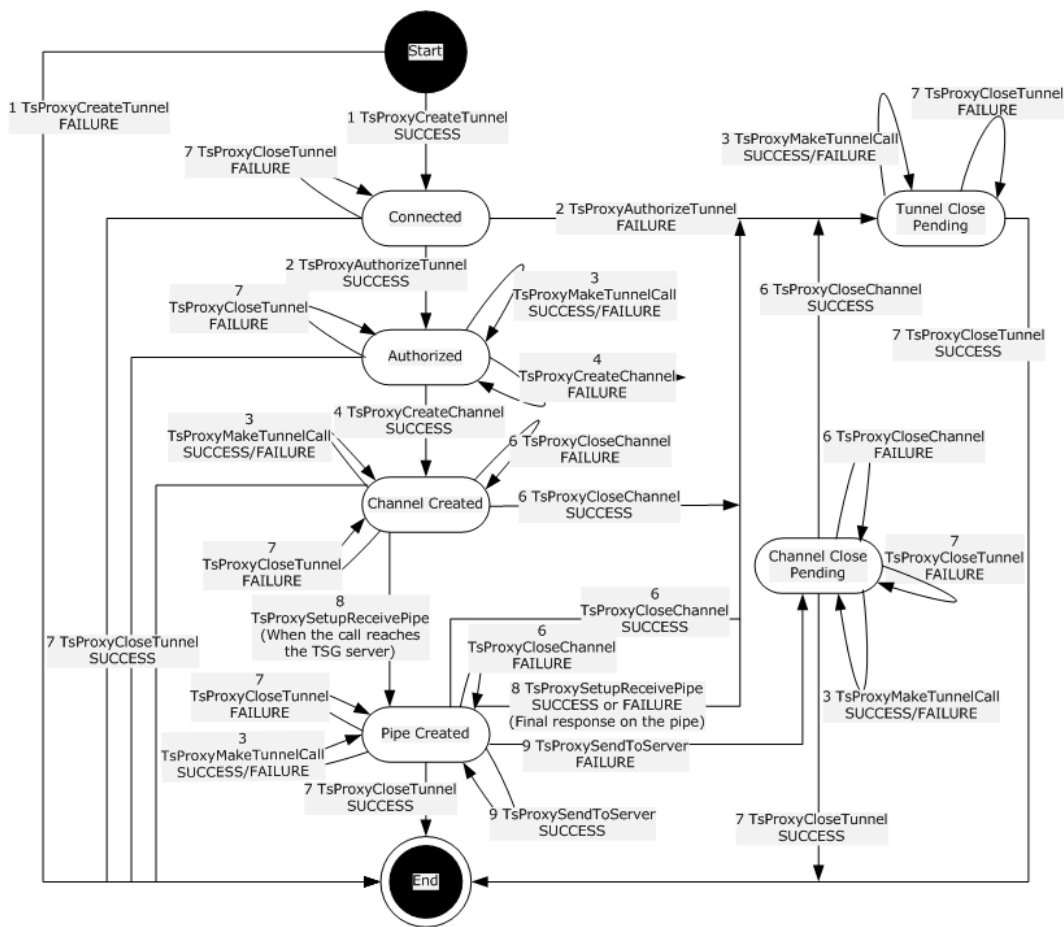 Start
1 TsProxyCreateTunnel
FAILURE
1 TsProxyCreateTunnel
SUCCESS
7 TsProxyCloseTunnel
FAILURE
3 TsProxyMakeTunnelCall
SUCCESS/FAILURE
7 TsProxyCloseTunnel
FAILURE
Connected
2 TsProxyAuthorizeTunnel
FAILURE
Tunnel Close
Pending
2 TsProxyAuthorizeTunnel
SUCCESS
7
TsProxyCloseTunnel
FAILURE
3
TsProxyMakeTunnelCall
SUCCESS/FAILURE
6 TsProxyCloseChannel
SUCCESS
7 TsProxyCloseTunnel
SUCCESS
Authorized
4
TsProxyCreateChannel
FAILURE
4 TsProxyCreateChannel
SUCCESS
3
TsProxyMakeTunnelCall
SUCCESS/FAILURE
6 TsProxyCloseChannel
FAILURE
6 TsProxyCloseChannel
FAILURE
Channel Created
6 TsProxyCloseChannel
SUCCESS
7
TsProxyCloseTunnel
FAILURE
Channel Close
Pending
7
TsProxyCloseTunnel
FAILURE
8
TsProxySetupReceivePipe
(When the call reaches
the TSG server)
6
TsProxyCloseChannel
SUCCESS
7 TsProxyCloseTunnel
SUCCESS
6
TsProxyCloseChannel
FAILURE
7
TsProxyCloseTunnel
FAILURE
8 TsProxySetupReceivePipe
SUCCESS or FAILURE
(Final response on the pipe)
3 TsProxyMakeTunnelCall
SUCCESS/FAILURE
Pipe Created
3
TsProxyMakeTunnelCall
SUCCESS/FAILURE
9 TsProxySendToServer
FAILURE
7 TsProxyCloseTunnel
SUCCESS
9 TsProxySendToServer
SUCCESS
7 TsProxyCloseTunnel
SUCCESS
End